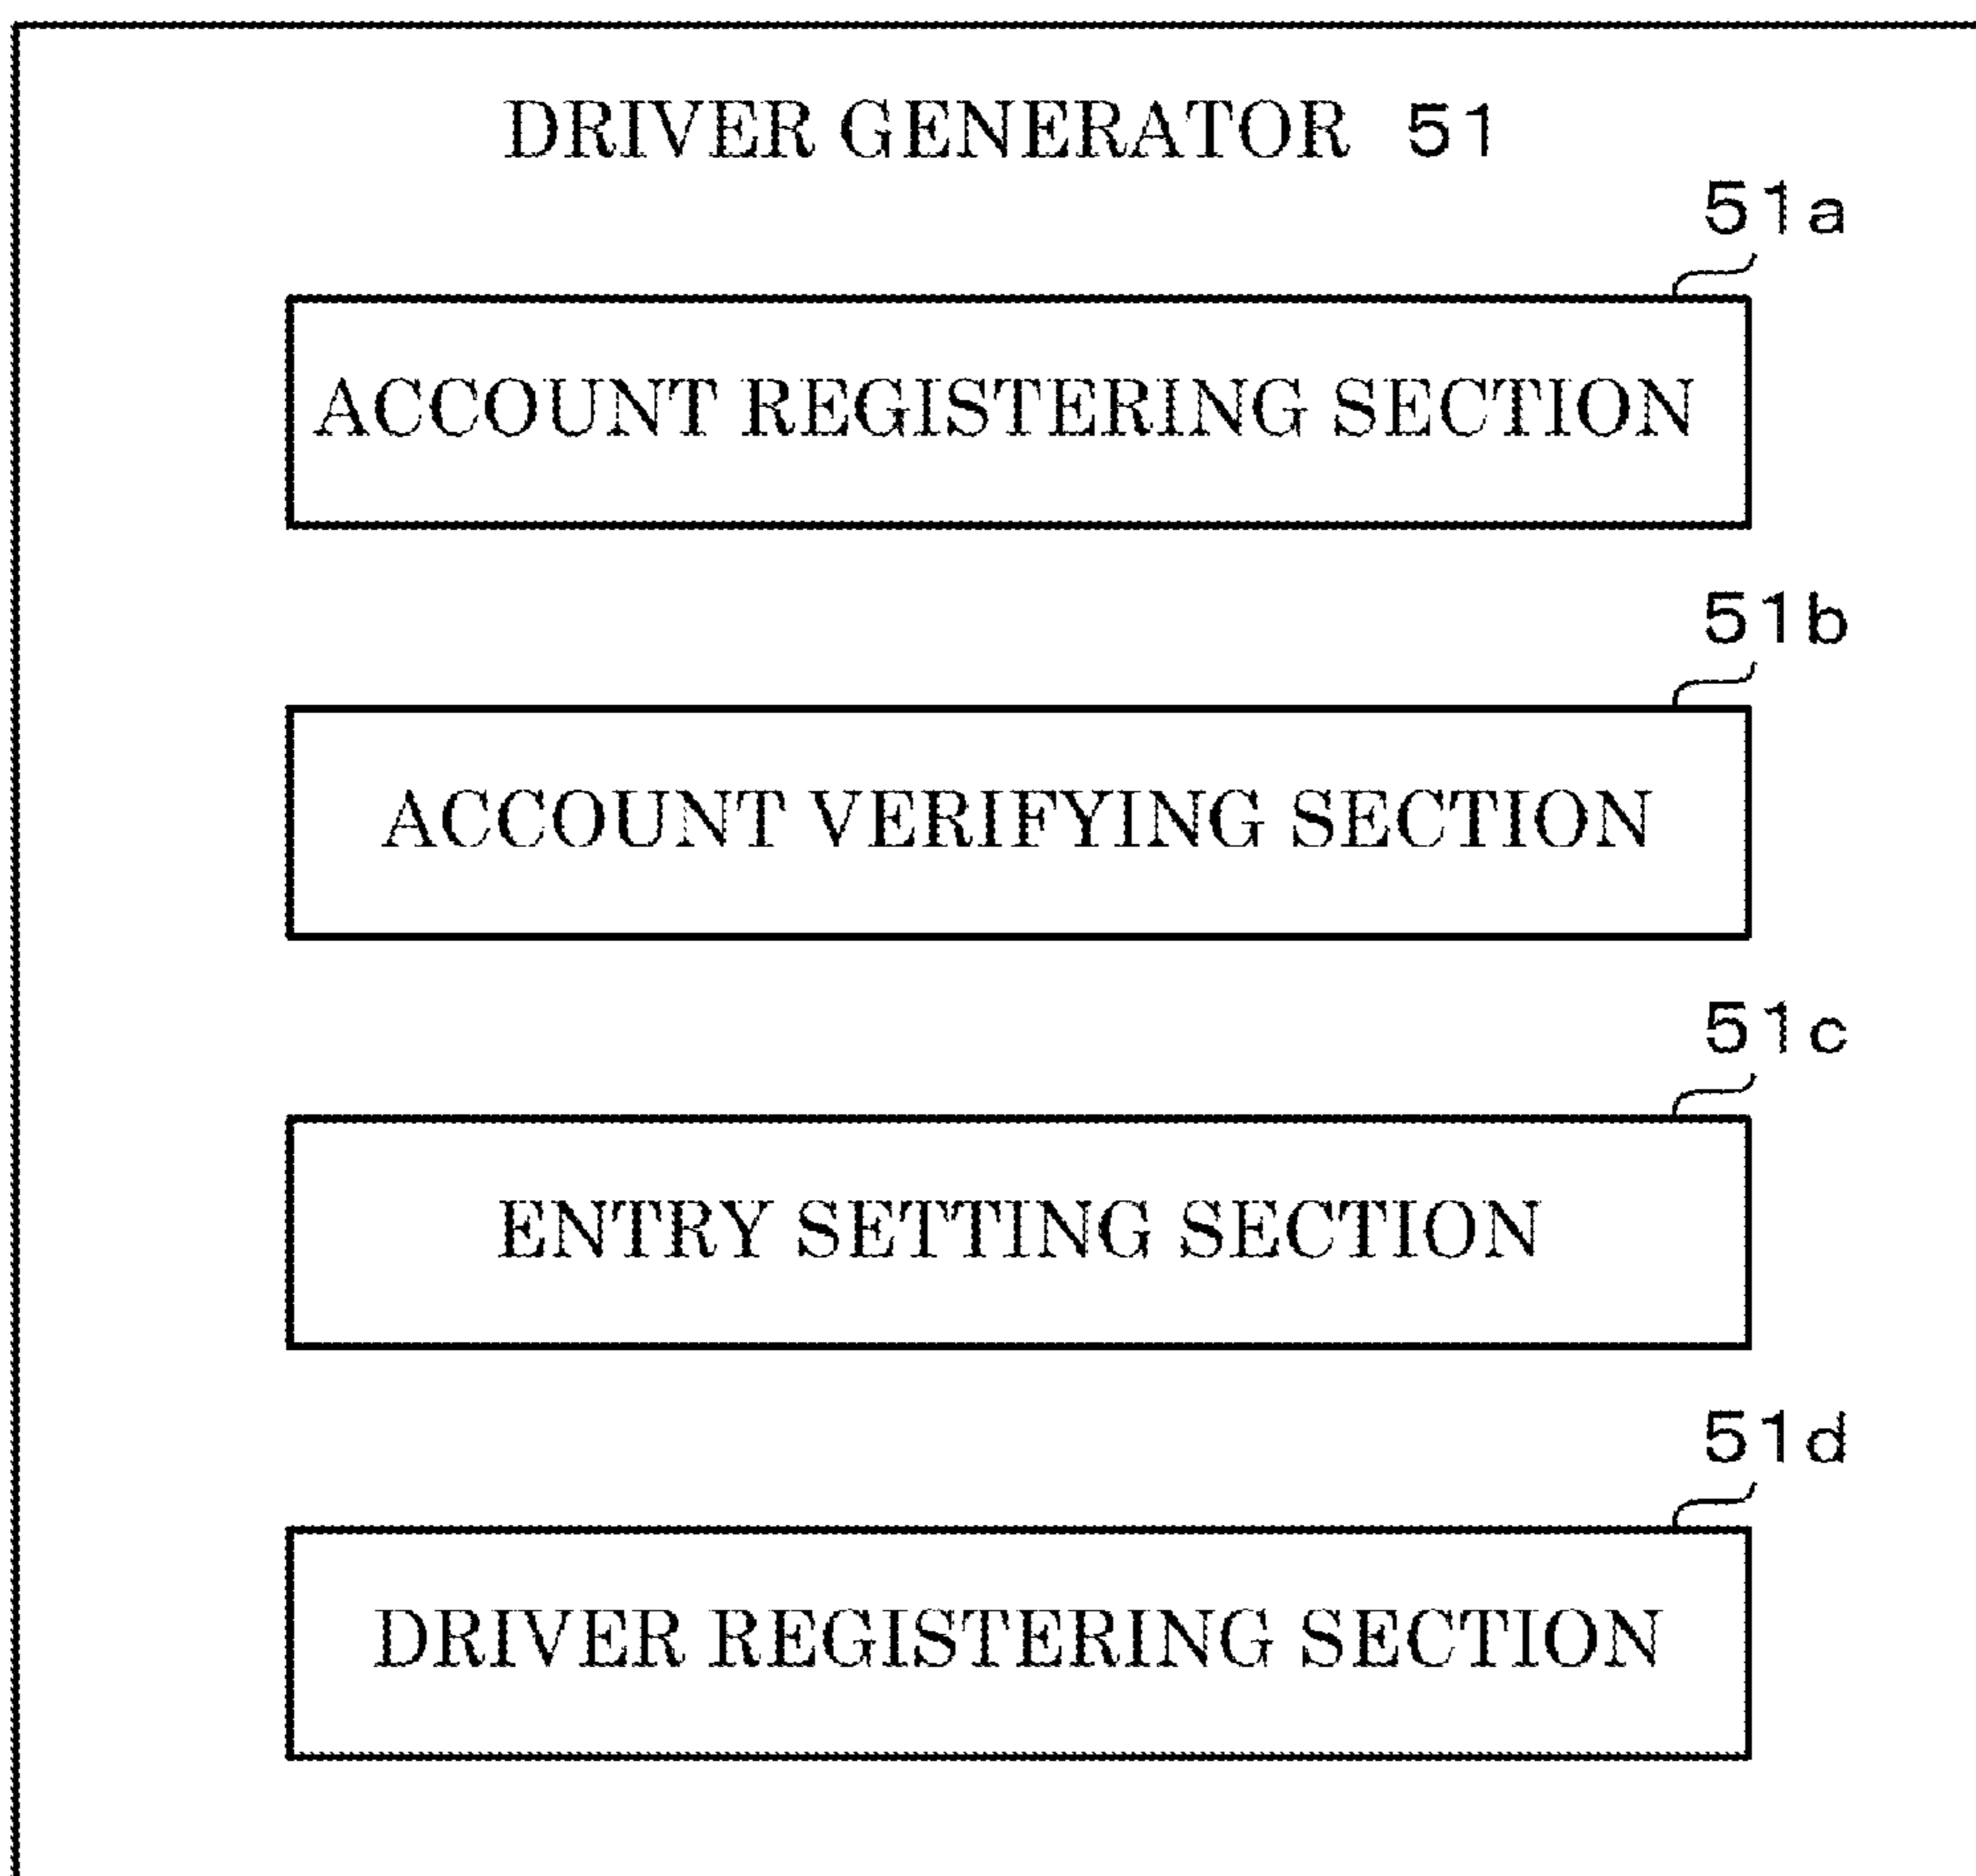 DRIVER GENERATOR 51
51a
ACCOUNT REGISTERING SECTION
51b
ACCOUNT VERIFYING SECTION
51c
ENTRY SETTING SECTION
51d
DRIVER REGISTERING SECTION